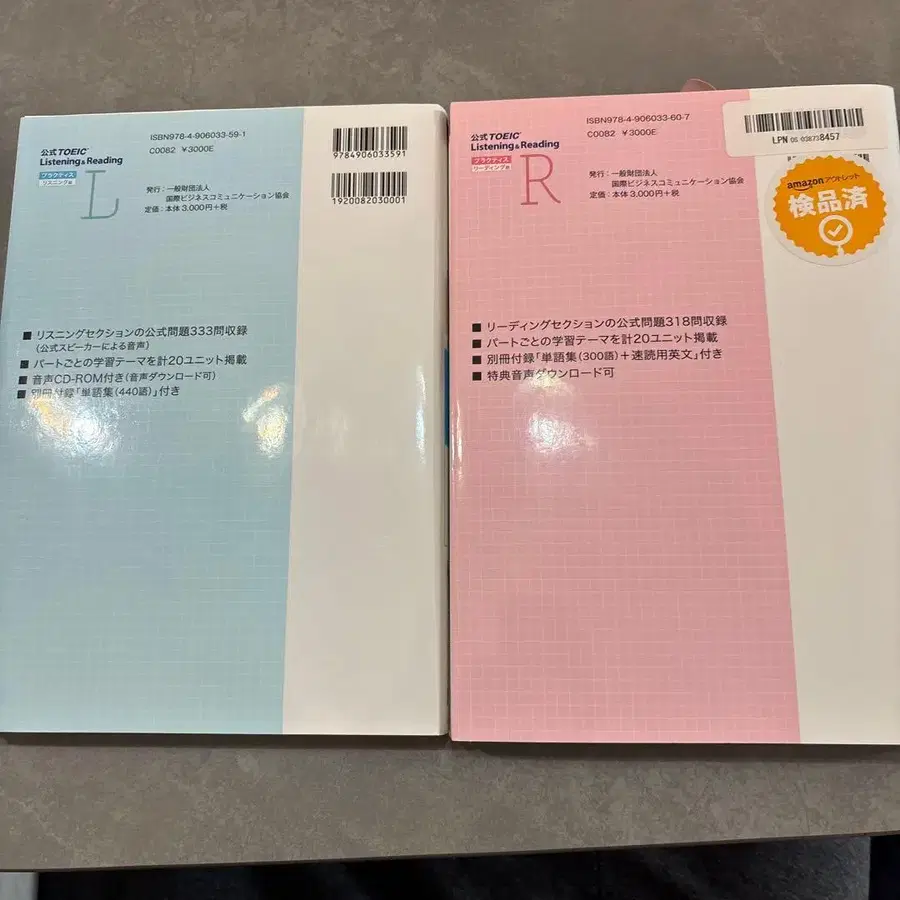 公式TOEIC®
Listening & Reading
プラクティス
リスニング編
L
ISBN978-4-906033-59-1
C0082 ¥3000E
発行：一般財団法人
国際ビジネスコミュニケーション協会
定価：本体3,000円＋税
9784906033591
1920082030001
■ リスニングセクションの公式問題333問収録
（公式スピーカーによる音声）
■ パートごとの学習テーマを計20ユニット掲載
■ 音声CD-ROM付き（音声ダウンロード可）
■ 別冊付録「単語集（440語）」付き
公式TOEIC®
Listening & Reading
プラクティス
リーディング編
R
ISBN978-4-906033-60-7
C0082 ¥3000E
発行：一般財団法人
国際ビジネスコミュニケーション協会
定価：本体3,000円＋税
■ リーディングセクションの公式問題318問収録
■ パートごとの学習テーマを計20ユニット掲載
■ 別冊付録「単語集（300語）＋速読用英文」付き
■ 特典音声ダウンロード可
LPN OS 038738457
amazonアウトレット
検品済